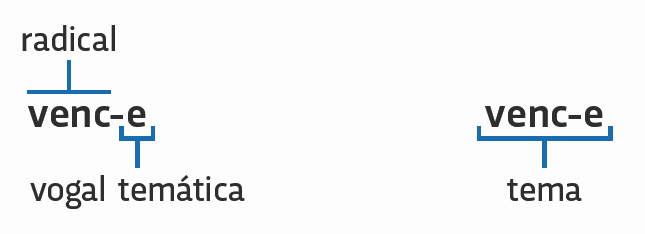 radical
venc-e
vogal temática
venc-e
tema